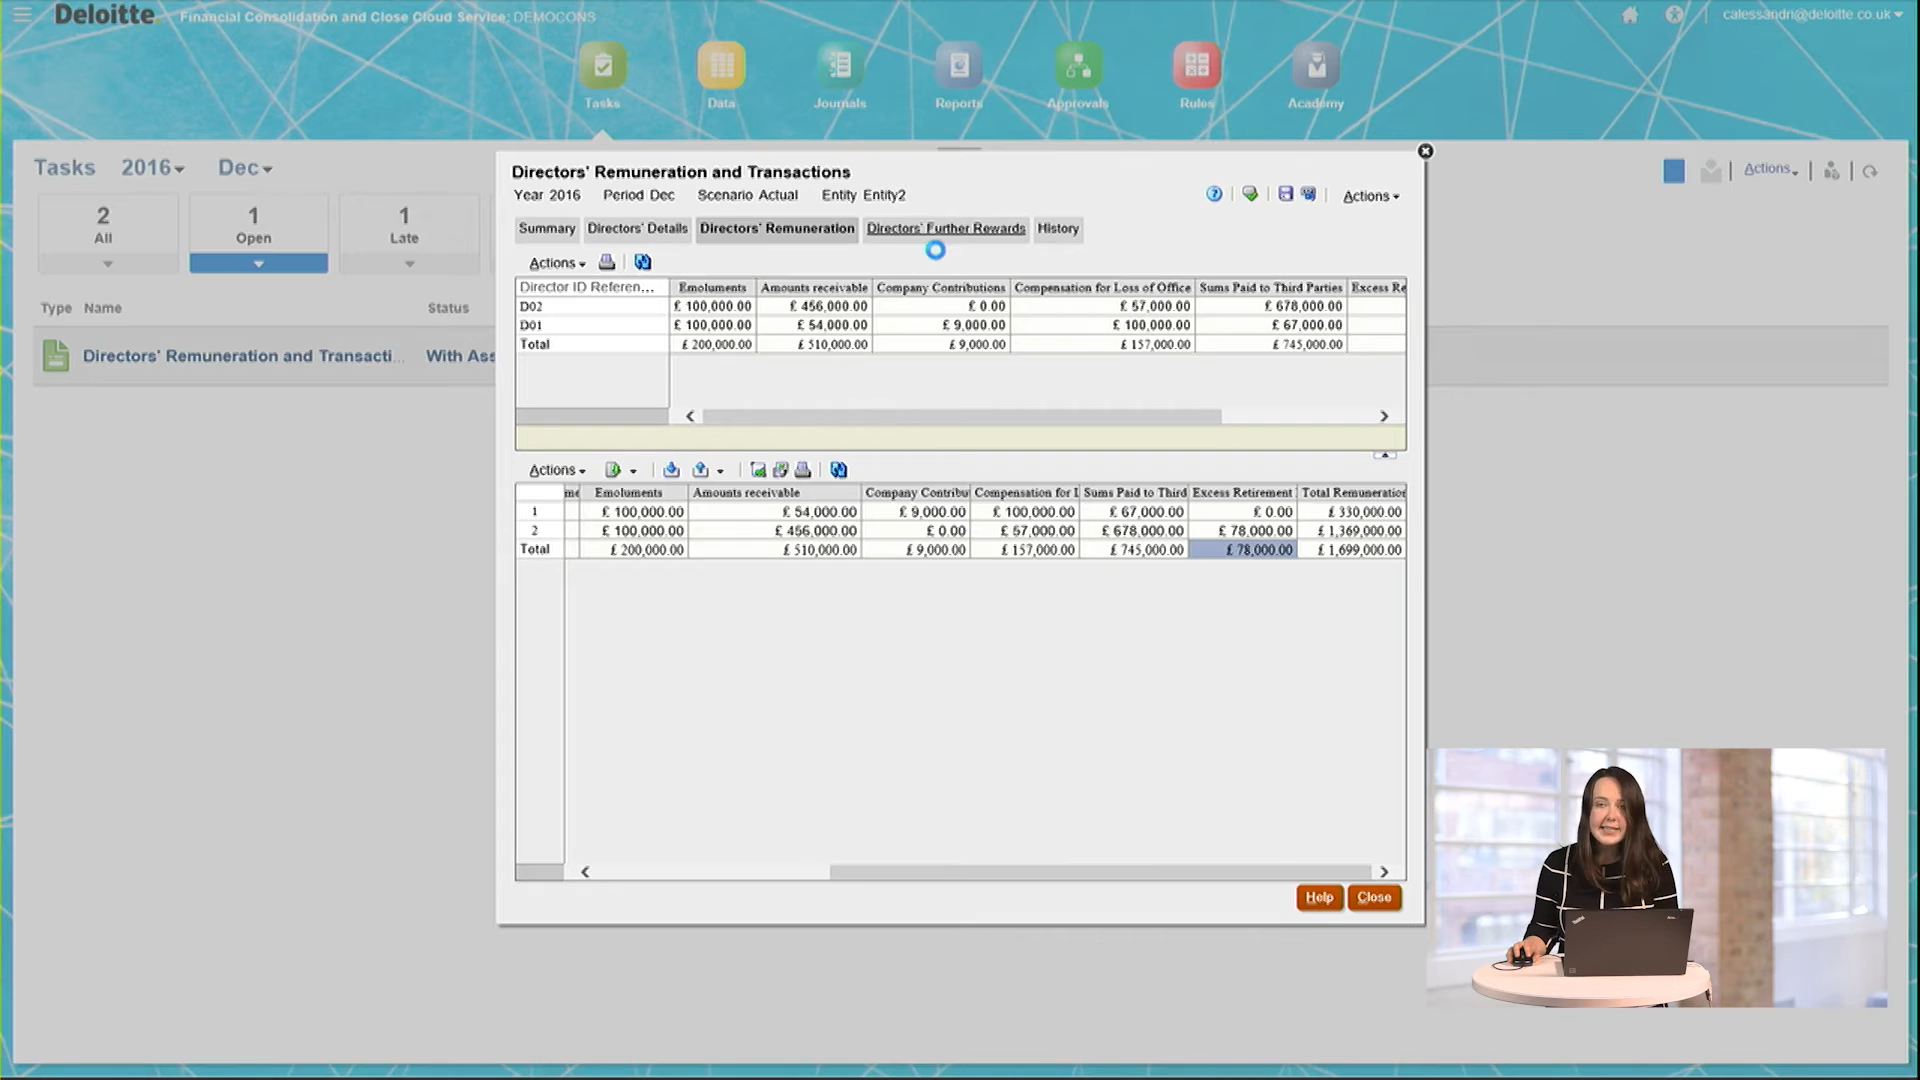 Deloitte.
Financial Consolidation and Close Cloud Service: DEMOCONS
calessandri@deloitte.co.uk
Tasks Data Journals Reports Approvals Rules Academy
Tasks 2016 Dec
Actions
2 1 1
All Open Late
Type Name Status
Directors' Remuneration and Transacti... With Ass
Directors' Remuneration and Transactions
Year 2016 Period Dec Scenario Actual Entity Entity2
Actions
Summary Directors' Details Directors' Remuneration Directors' Further Rewards History
Actions
Director ID Referen... Emoluments Amounts receivable Company Contributions Compensation for Loss of Office Sums Paid to Third Parties Excess Re
D02 £ 100,000.00 £ 456,000.00 £ 0.00 £ 57,000.00 £ 678,000.00
D01 £ 100,000.00 £ 54,000.00 £ 9,000.00 £ 100,000.00 £ 67,000.00
Total £ 200,000.00 £ 510,000.00 £ 9,000.00 £ 157,000.00 £ 745,000.00
Actions
me Emoluments Amounts receivable Company Contribu Compensation for L Sums Paid to Third Excess Retirement Total Remuneration
1 £ 100,000.00 £ 54,000.00 £ 9,000.00 £ 100,000.00 £ 67,000.00 £ 0.00 £ 330,000.00
2 £ 100,000.00 £ 456,000.00 £ 0.00 £ 57,000.00 £ 678,000.00 £ 78,000.00 £ 1,369,000.00
Total £ 200,000.00 £ 510,000.00 £ 9,000.00 £ 157,000.00 £ 745,000.00 £ 78,000.00 £ 1,699,000.00
Help Close
ThinkPad